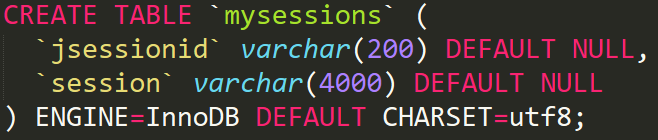 CREATE TABLE `mysessions` (
  `jsessionid` varchar(200) DEFAULT NULL,
  `session` varchar(4000) DEFAULT NULL
) ENGINE=InnoDB DEFAULT CHARSET=utf8;